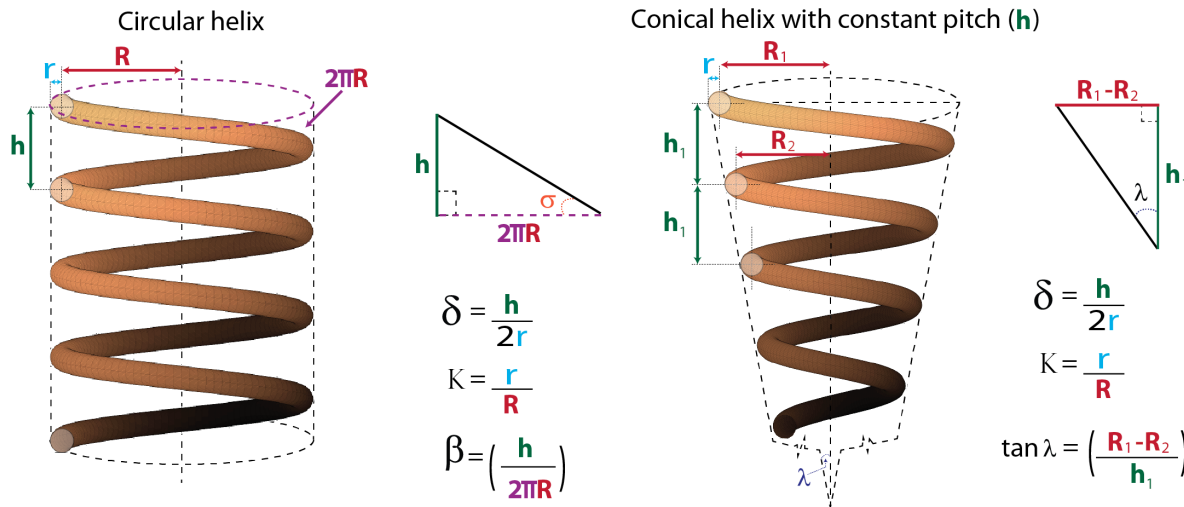 Circular helix
r R
2πR
h
h
σ
2πR
δ = h / 2r
K = r / R
β = ( h / 2πR )
Conical helix with constant pitch (h)
r R₁
h₁ R₂
h₁
λ
R₁-R₂
λ
δ = h / 2r
K = r / R
tan λ = ( R₁-R₂ / h₁ )